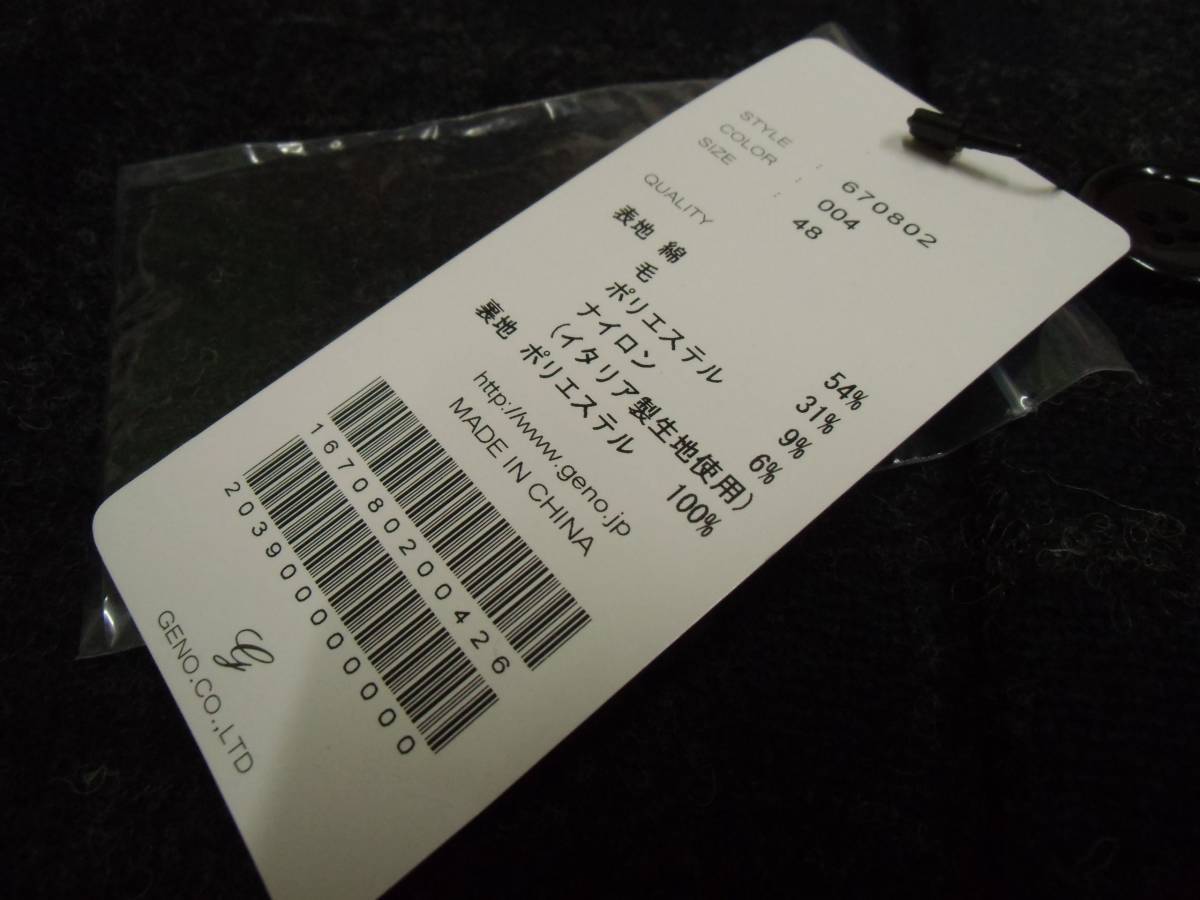 STYLE : 670802
COLOR : 004
SIZE : 48
QUALITY
表地 綿 54%
毛 31%
ポリエステル 9%
ナイロン 6%
(イタリア製生地使用)
裏地 ポリエステル 100%
http://www.geno.jp
MADE IN CHINA
167080200426
2039000000000
G
GENO.CO.,LTD